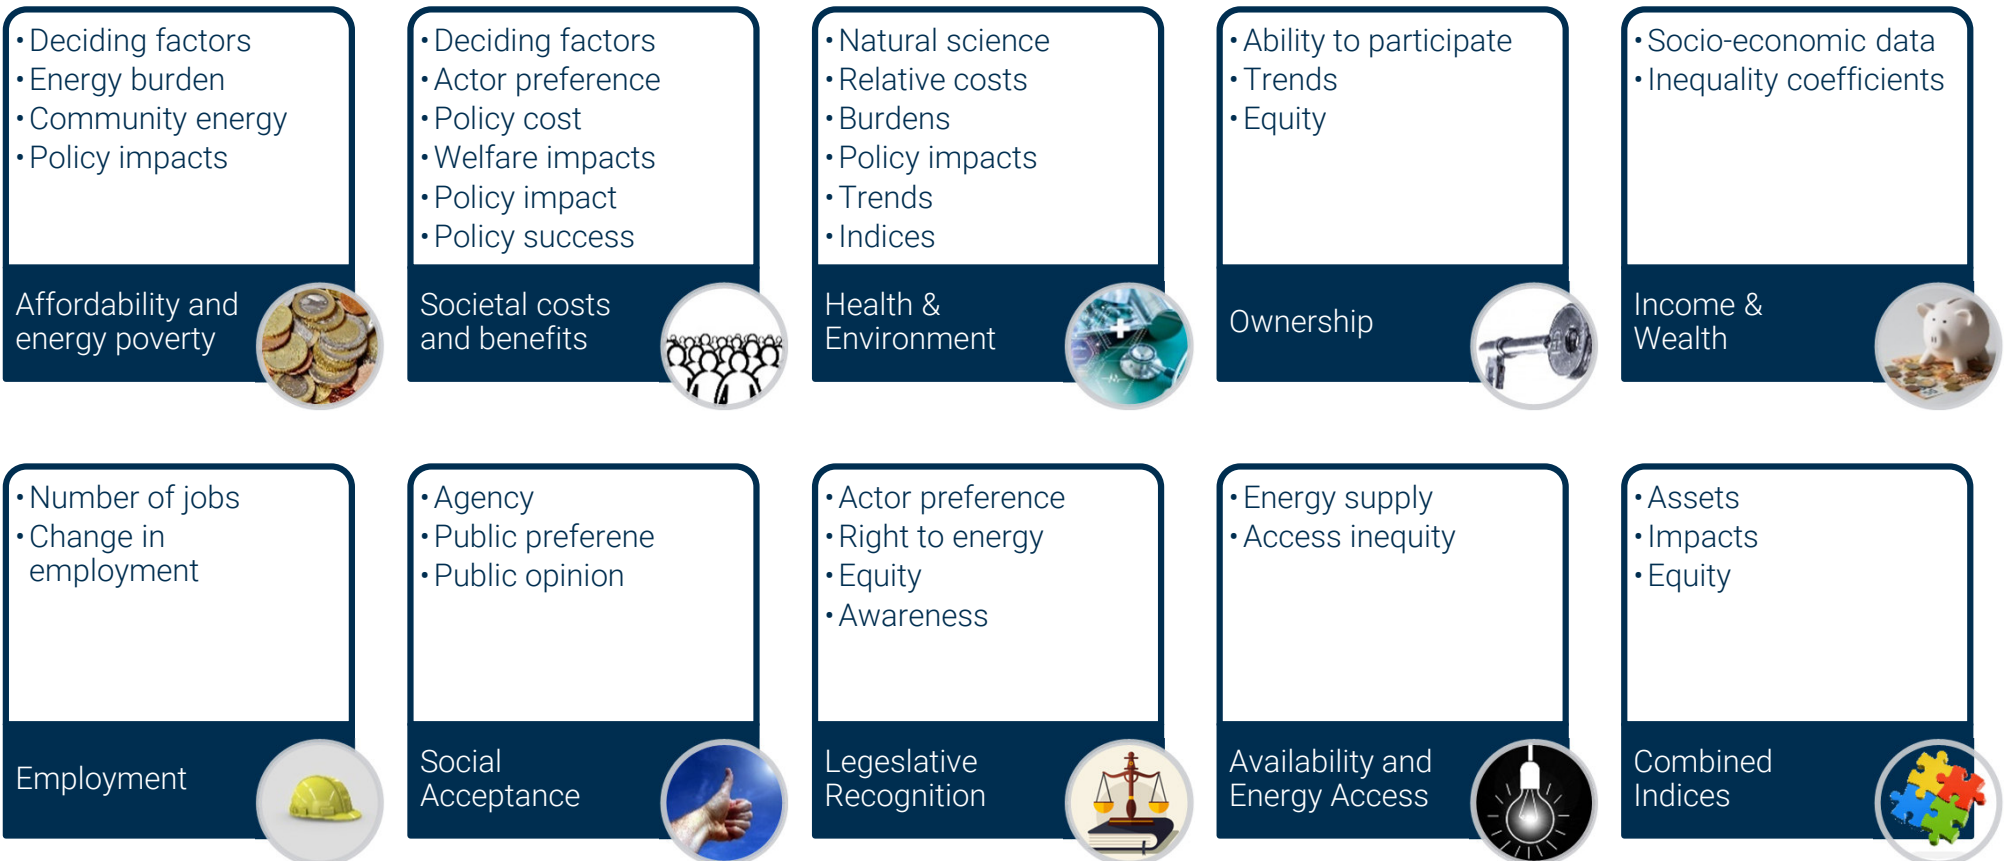 • Deciding factors
• Energy burden
• Community energy
• Policy impacts
Affordability and
energy poverty
• Deciding factors
• Actor preference
• Policy cost
• Welfare impacts
• Policy impact
• Policy success
Societal costs
and benefits
• Natural science
• Relative costs
• Burdens
• Policy impacts
• Trends
• Indices
Health &
Environment
• Ability to participate
• Trends
• Equity
Ownership
• Socio-economic data
• Inequality coefficients
Income &
Wealth
• Number of jobs
• Change in
employment
Employment
• Agency
• Public preferene
• Public opinion
Social
Acceptance
• Actor preference
• Right to energy
• Equity
• Awareness
Legeslative
Recognition
• Energy supply
• Access inequity
Availability and
Energy Access
• Assets
• Impacts
• Equity
Combined
Indices